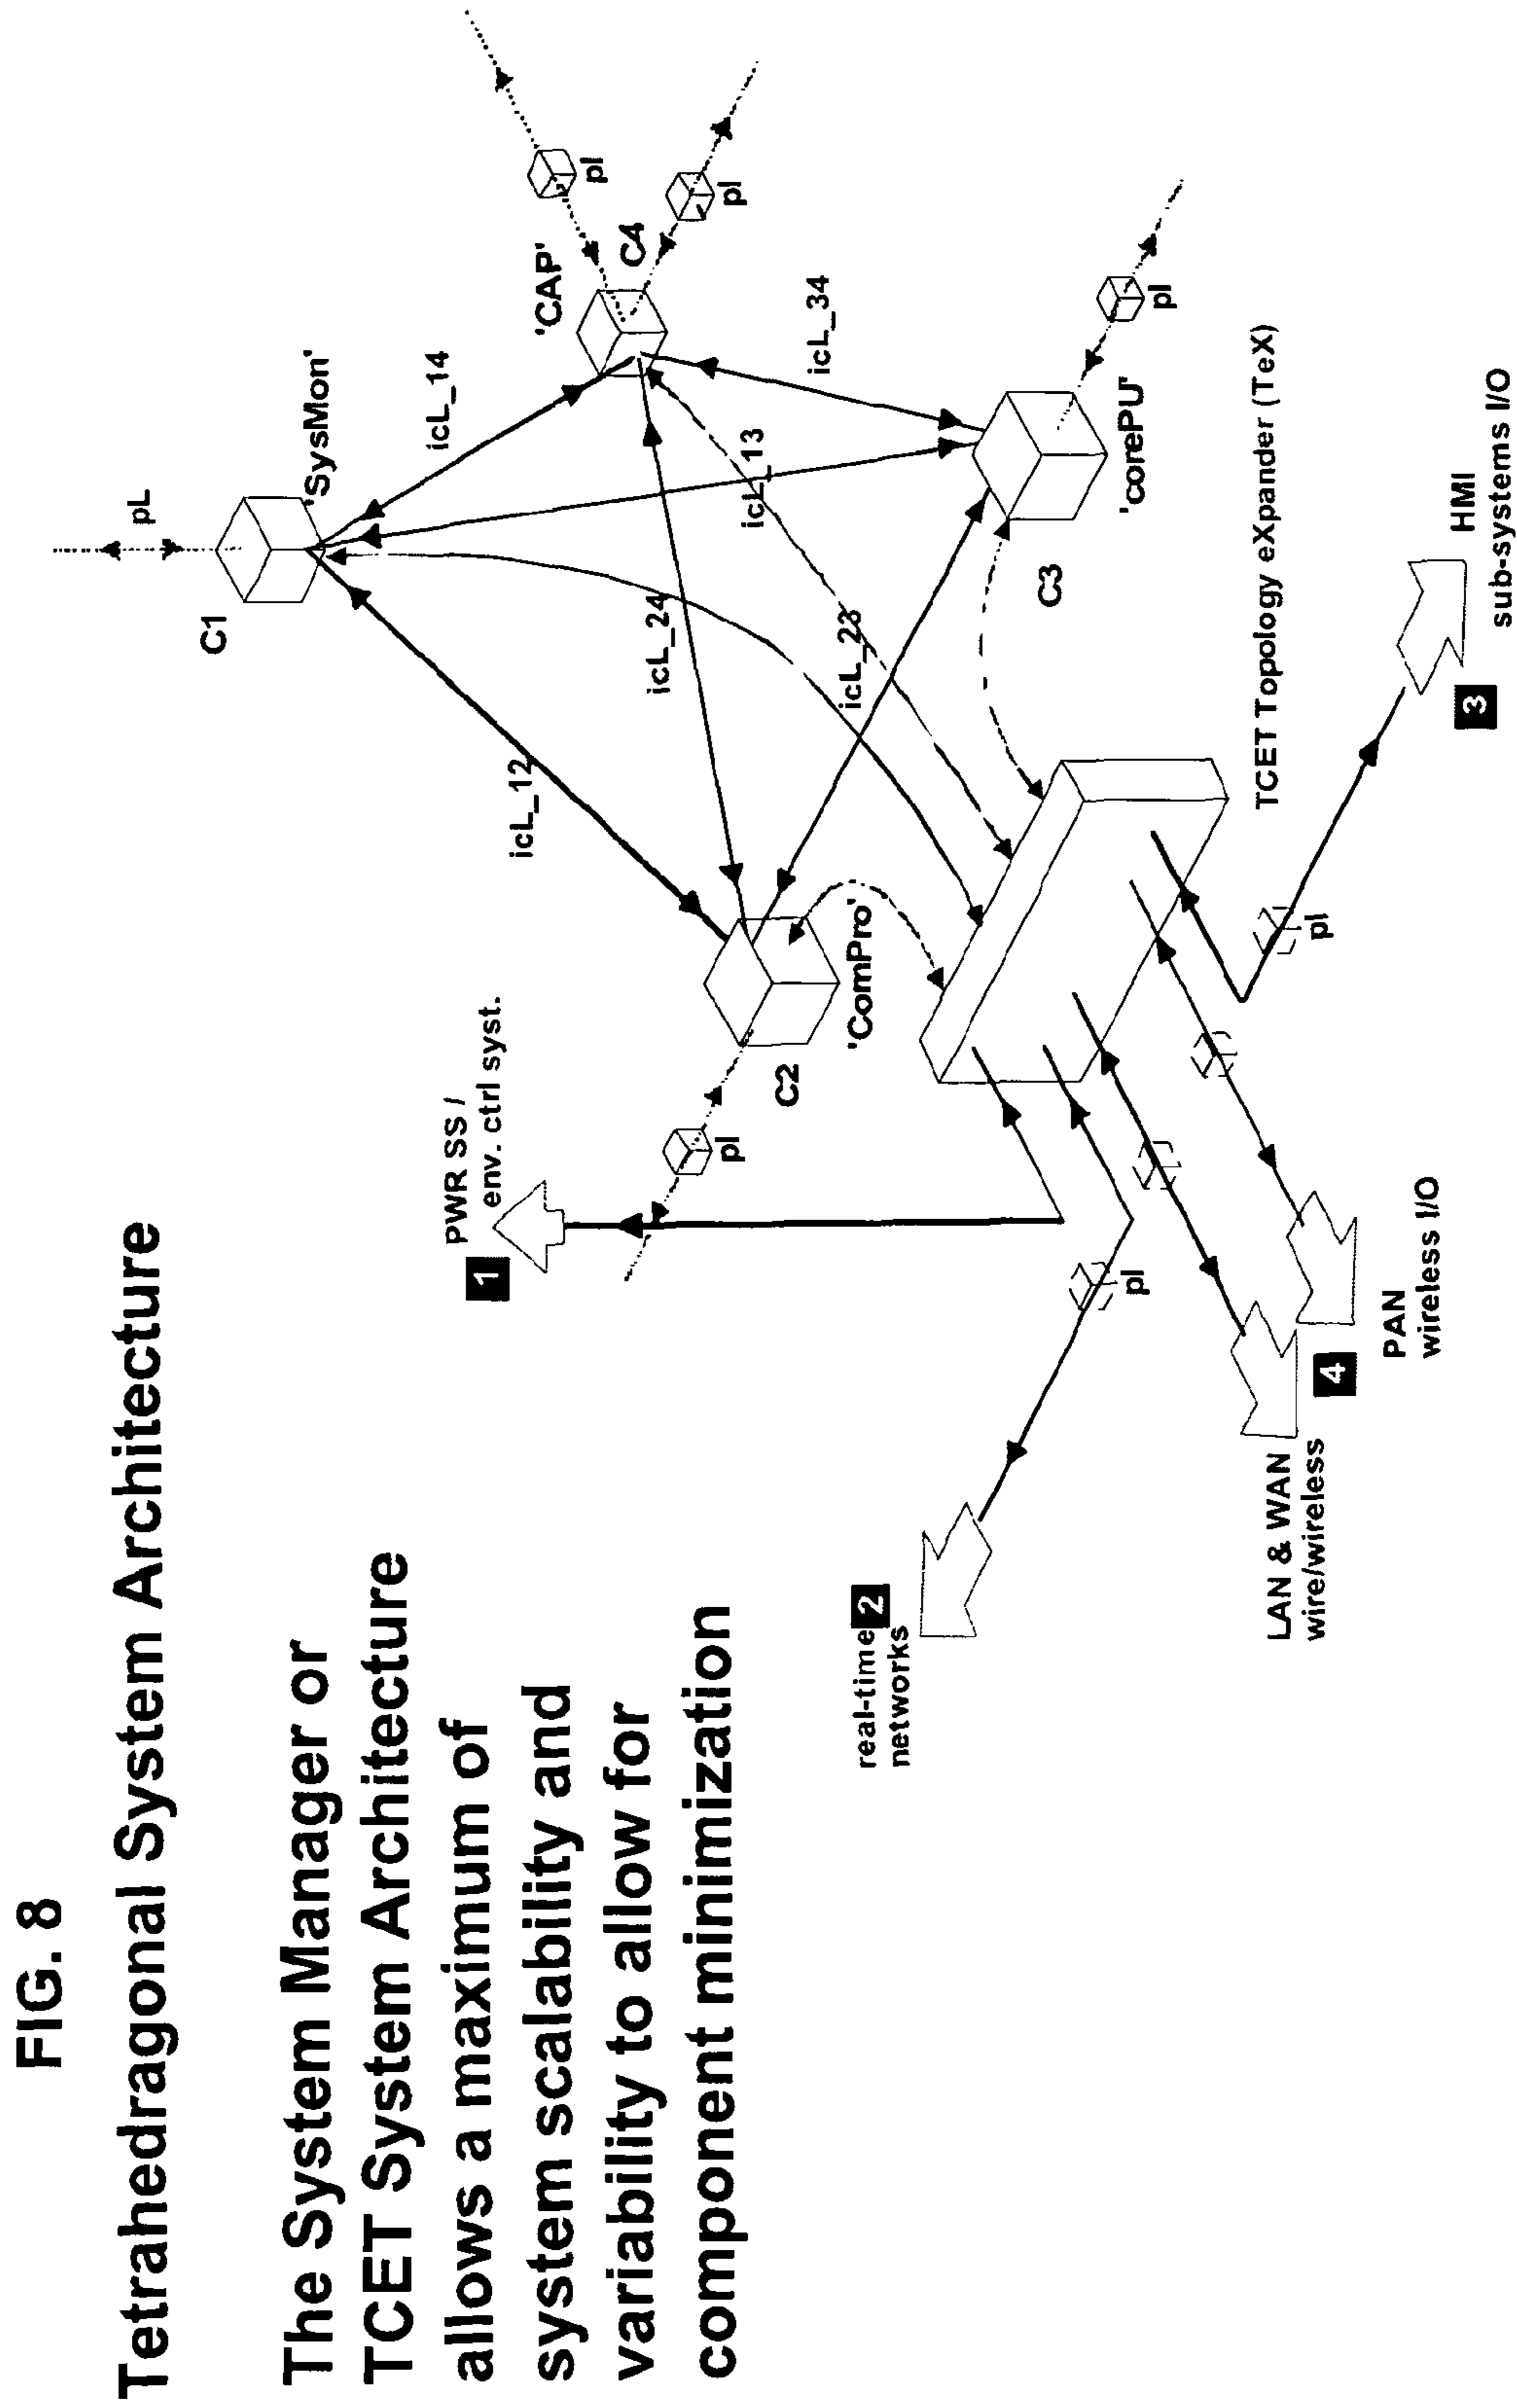 FIG. 8
Tetrahedragonal System Architecture
The System Manager or
TCET System Architecture
allows a maximum of
system scalability and
variability to allow for
component minimization
pL
C1
'SysMon'
icL_14
'CAP'
C4
pl
pl
icL_12
icL_24
icL_13
icL_34
icL_23
1
PWR SS /
env. ctrl syst.
pl
C2
'ComPro'
C3
'corePU'
pl
TCET Topology eXpander (TeX)
real-time
networks
2
pl
LAN & WAN
wire/wireless
4
PAN
wireless I/O
pl
3
HMI
sub-systems I/O